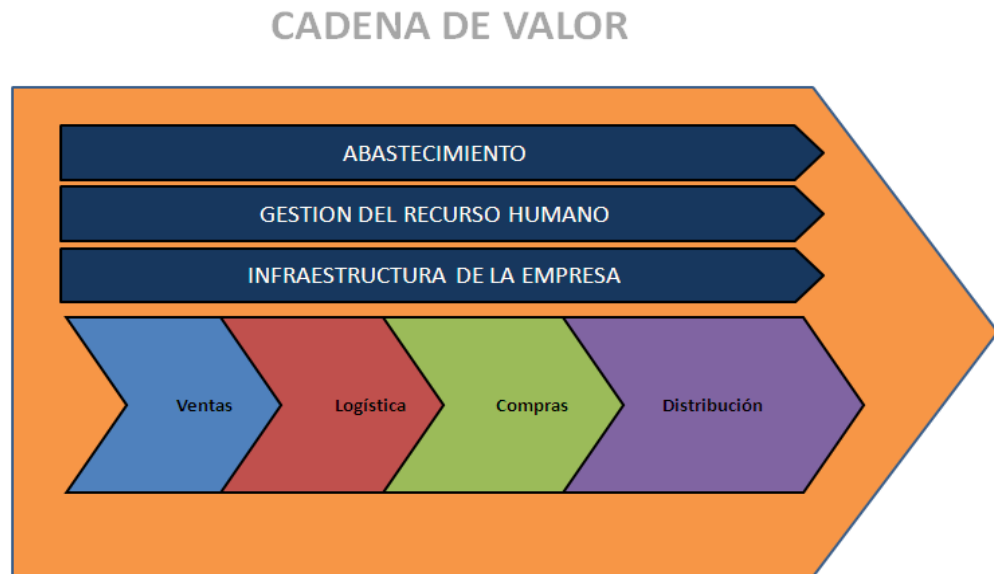 CADENA DE VALOR
ABASTECIMIENTO
GESTION DEL RECURSO HUMANO
INFRAESTRUCTURA DE LA EMPRESA
Ventas
Logística
Compras
Distribución